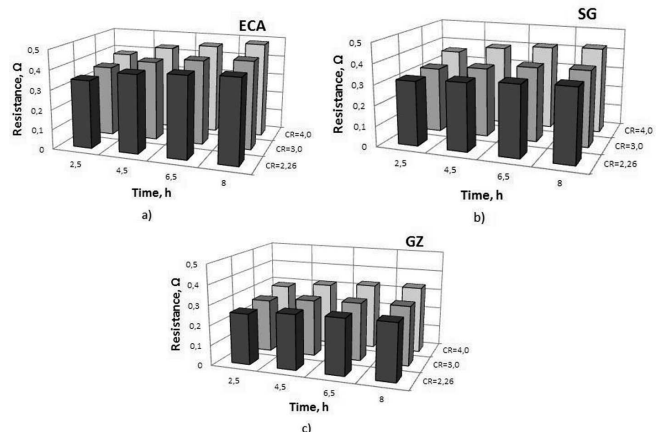 ECA
Resistance, Ω
0,5
0,4
0,3
0,2
0,1
0
2,5
4,5
6,5
8
CR=4,0
CR=3,0
CR=2,26
Time, h
a)
SG
Resistance, Ω
0,5
0,4
0,3
0,2
0,1
0
2,5
4,5
6,5
8
CR=4,0
CR=3,0
CR=2,26
Time, h
b)
GZ
Resistance, Ω
0,5
0,4
0,3
0,2
0,1
0
2,5
4,5
6,5
8
CR=4,0
CR=3,0
CR=2,26
Time, h
c)